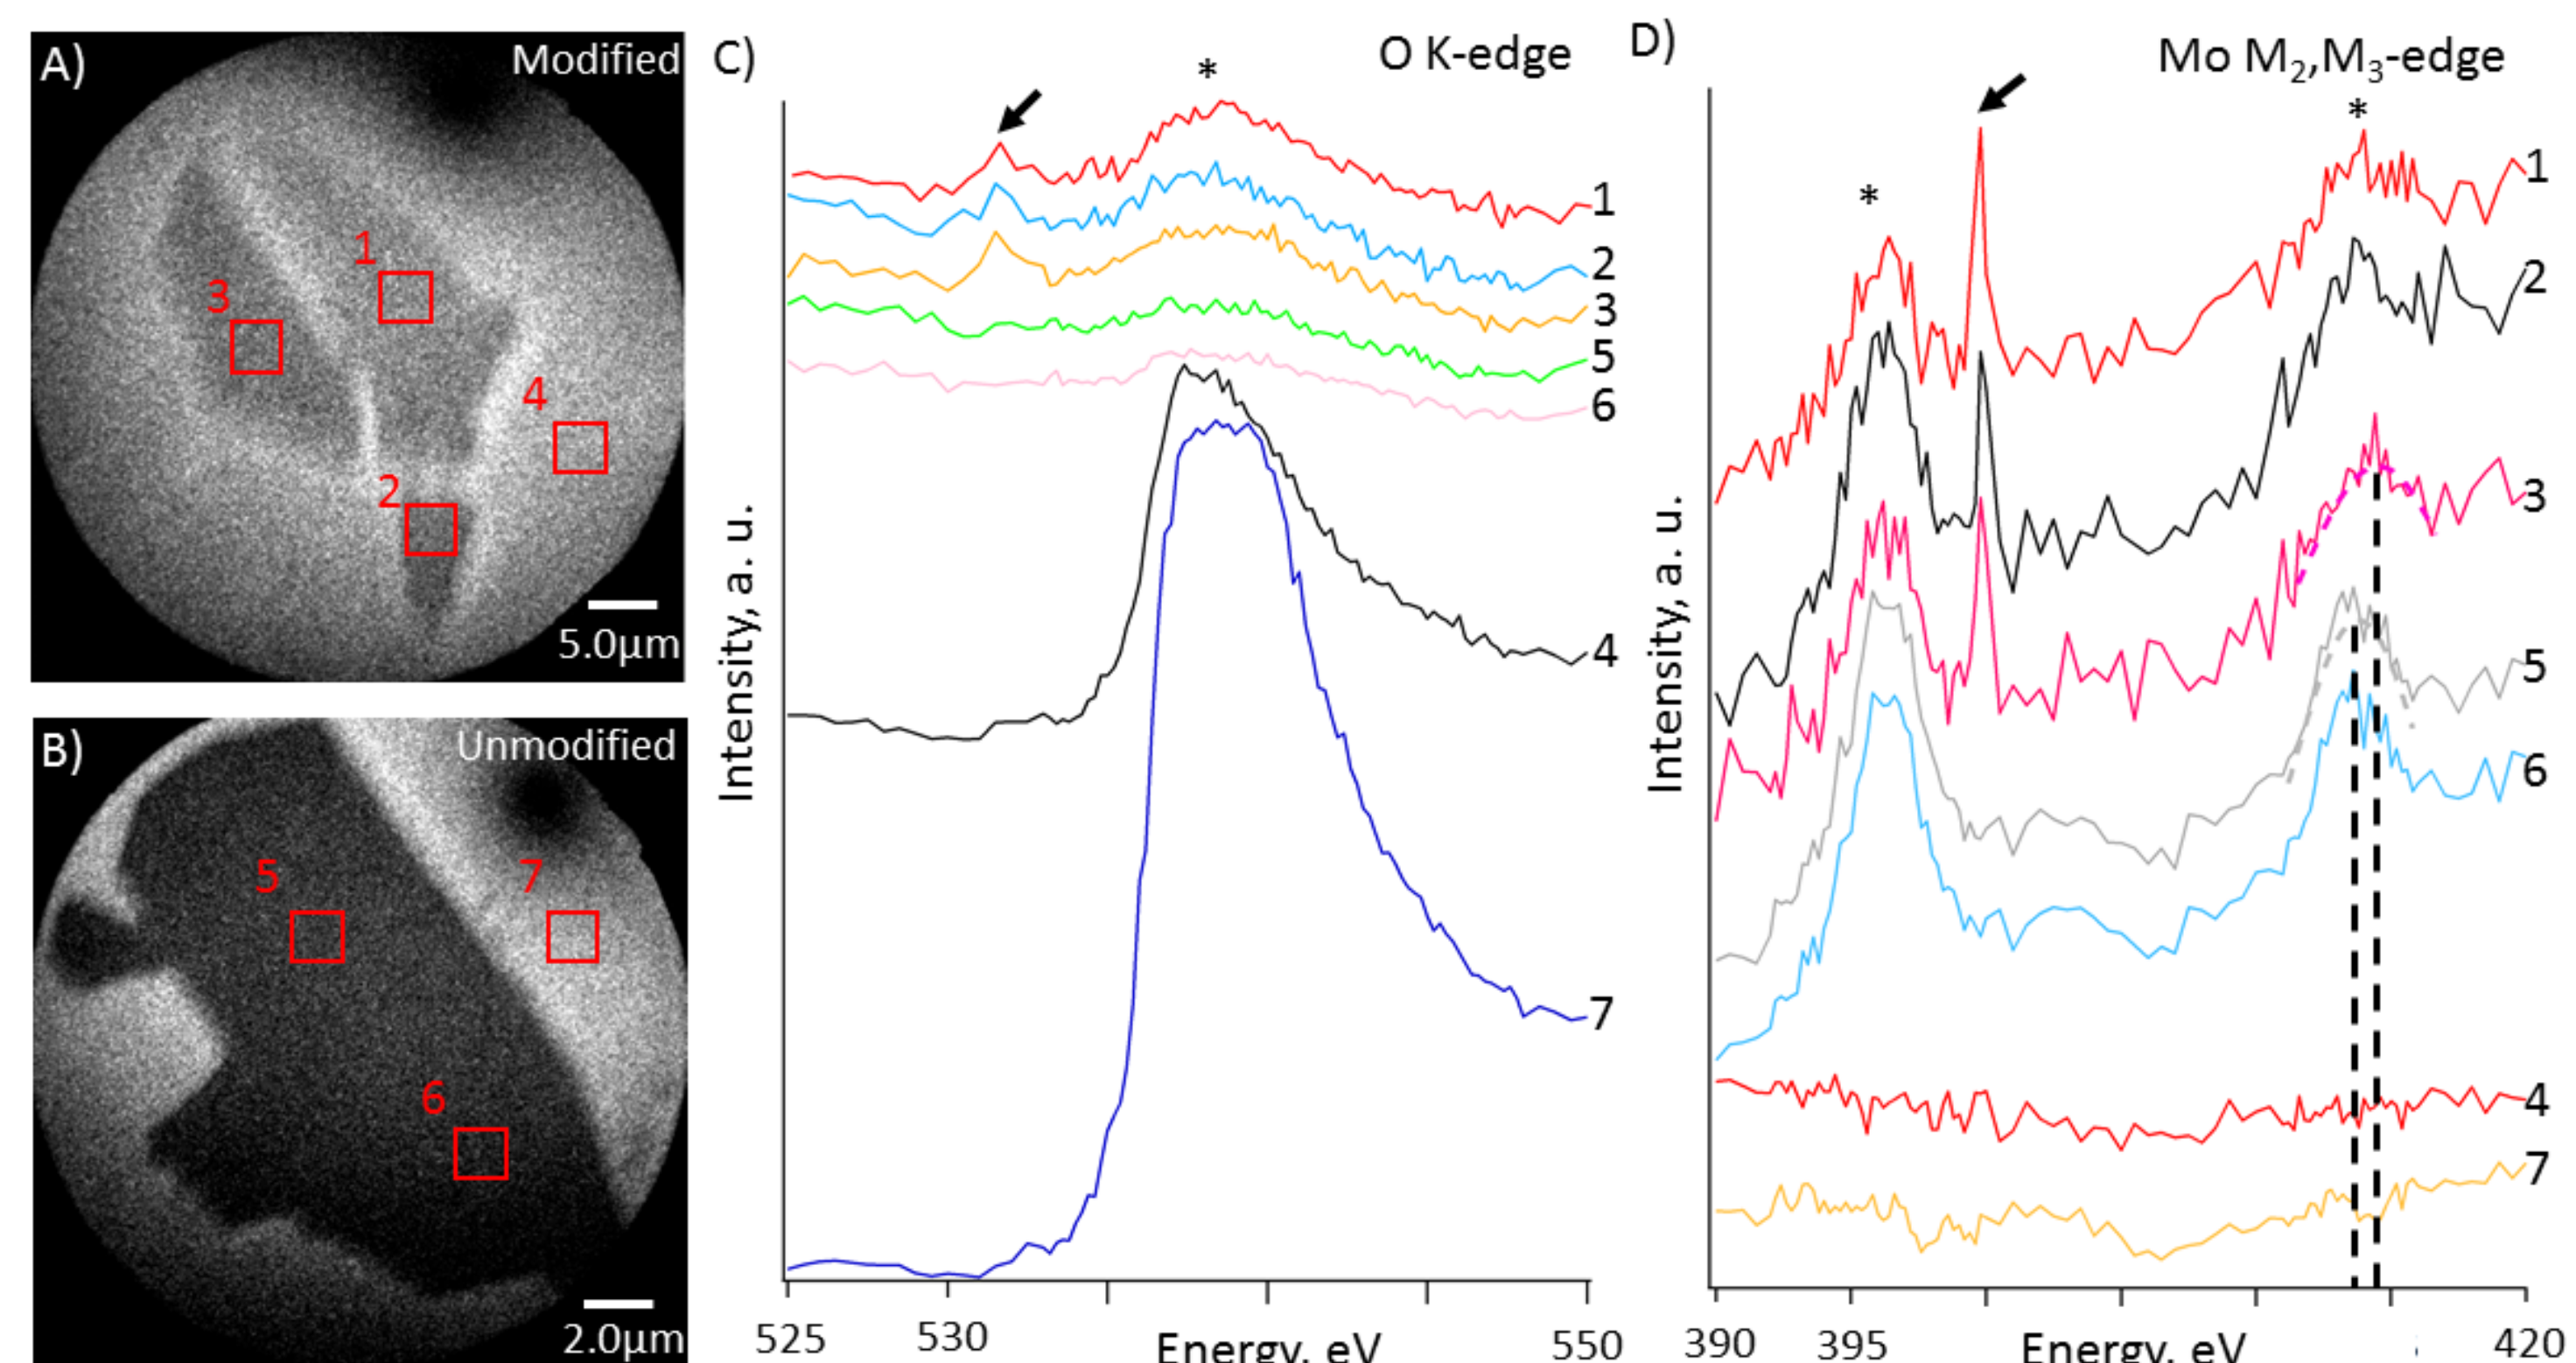 A)
Modified
1
3
4
2
5.0µm
B)
Unmodified
5
7
6
2.0µm
C)
O K-edge
*
1
2
3
5
6
4
7
Intensity, a. u.
525
530
550
Energy, eV
D)
Mo M2,M3-edge
*
*
1
2
3
5
6
4
7
Intensity, a. u.
390
395
420
Energy, eV